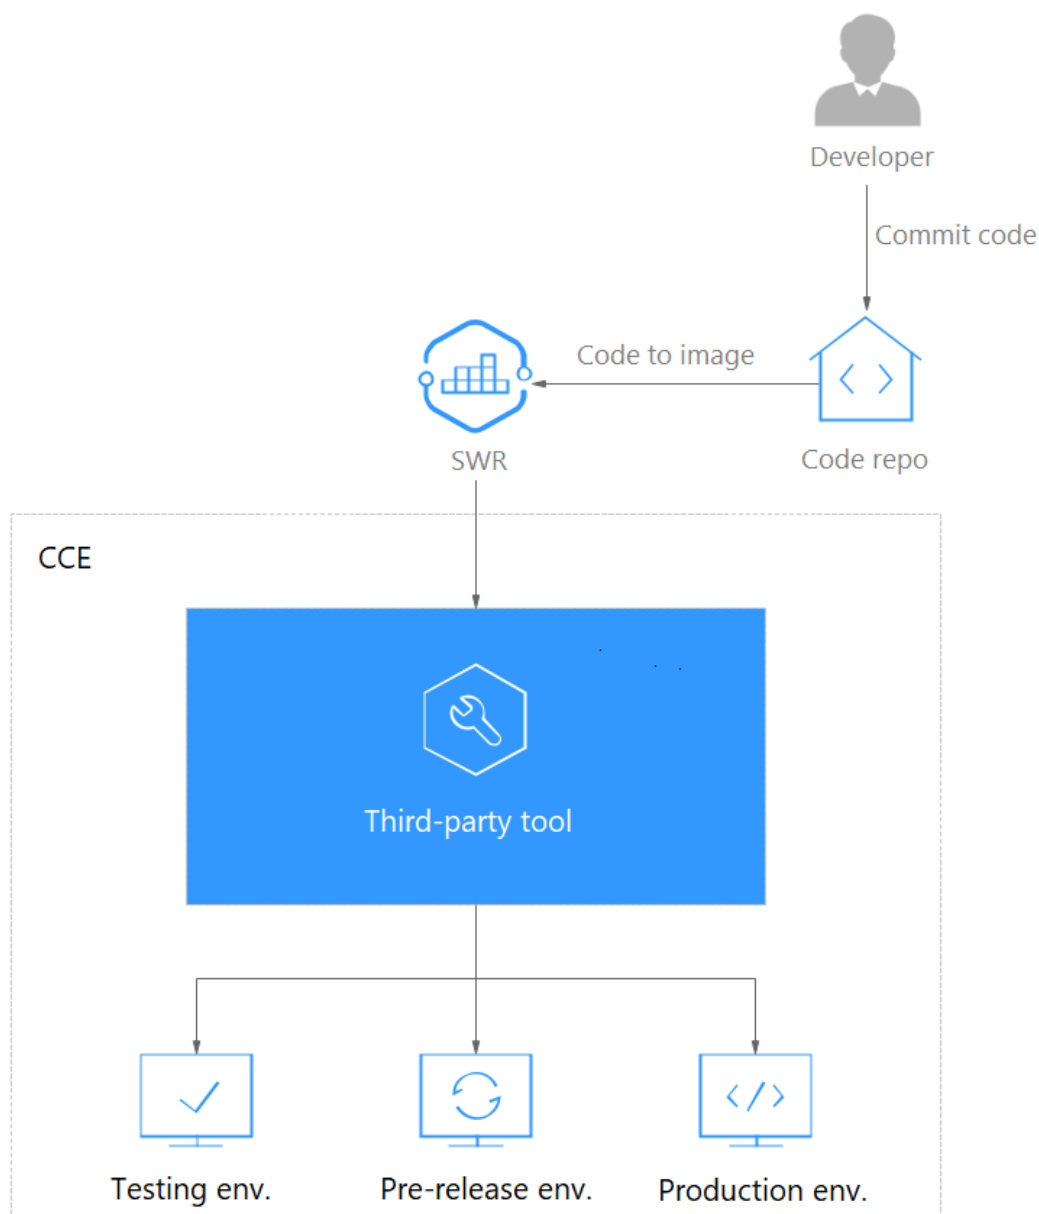 Developer
Commit code
Code to image
SWR
Code repo
CCE
Third-party tool
Testing env.
Pre-release env.
Production env.